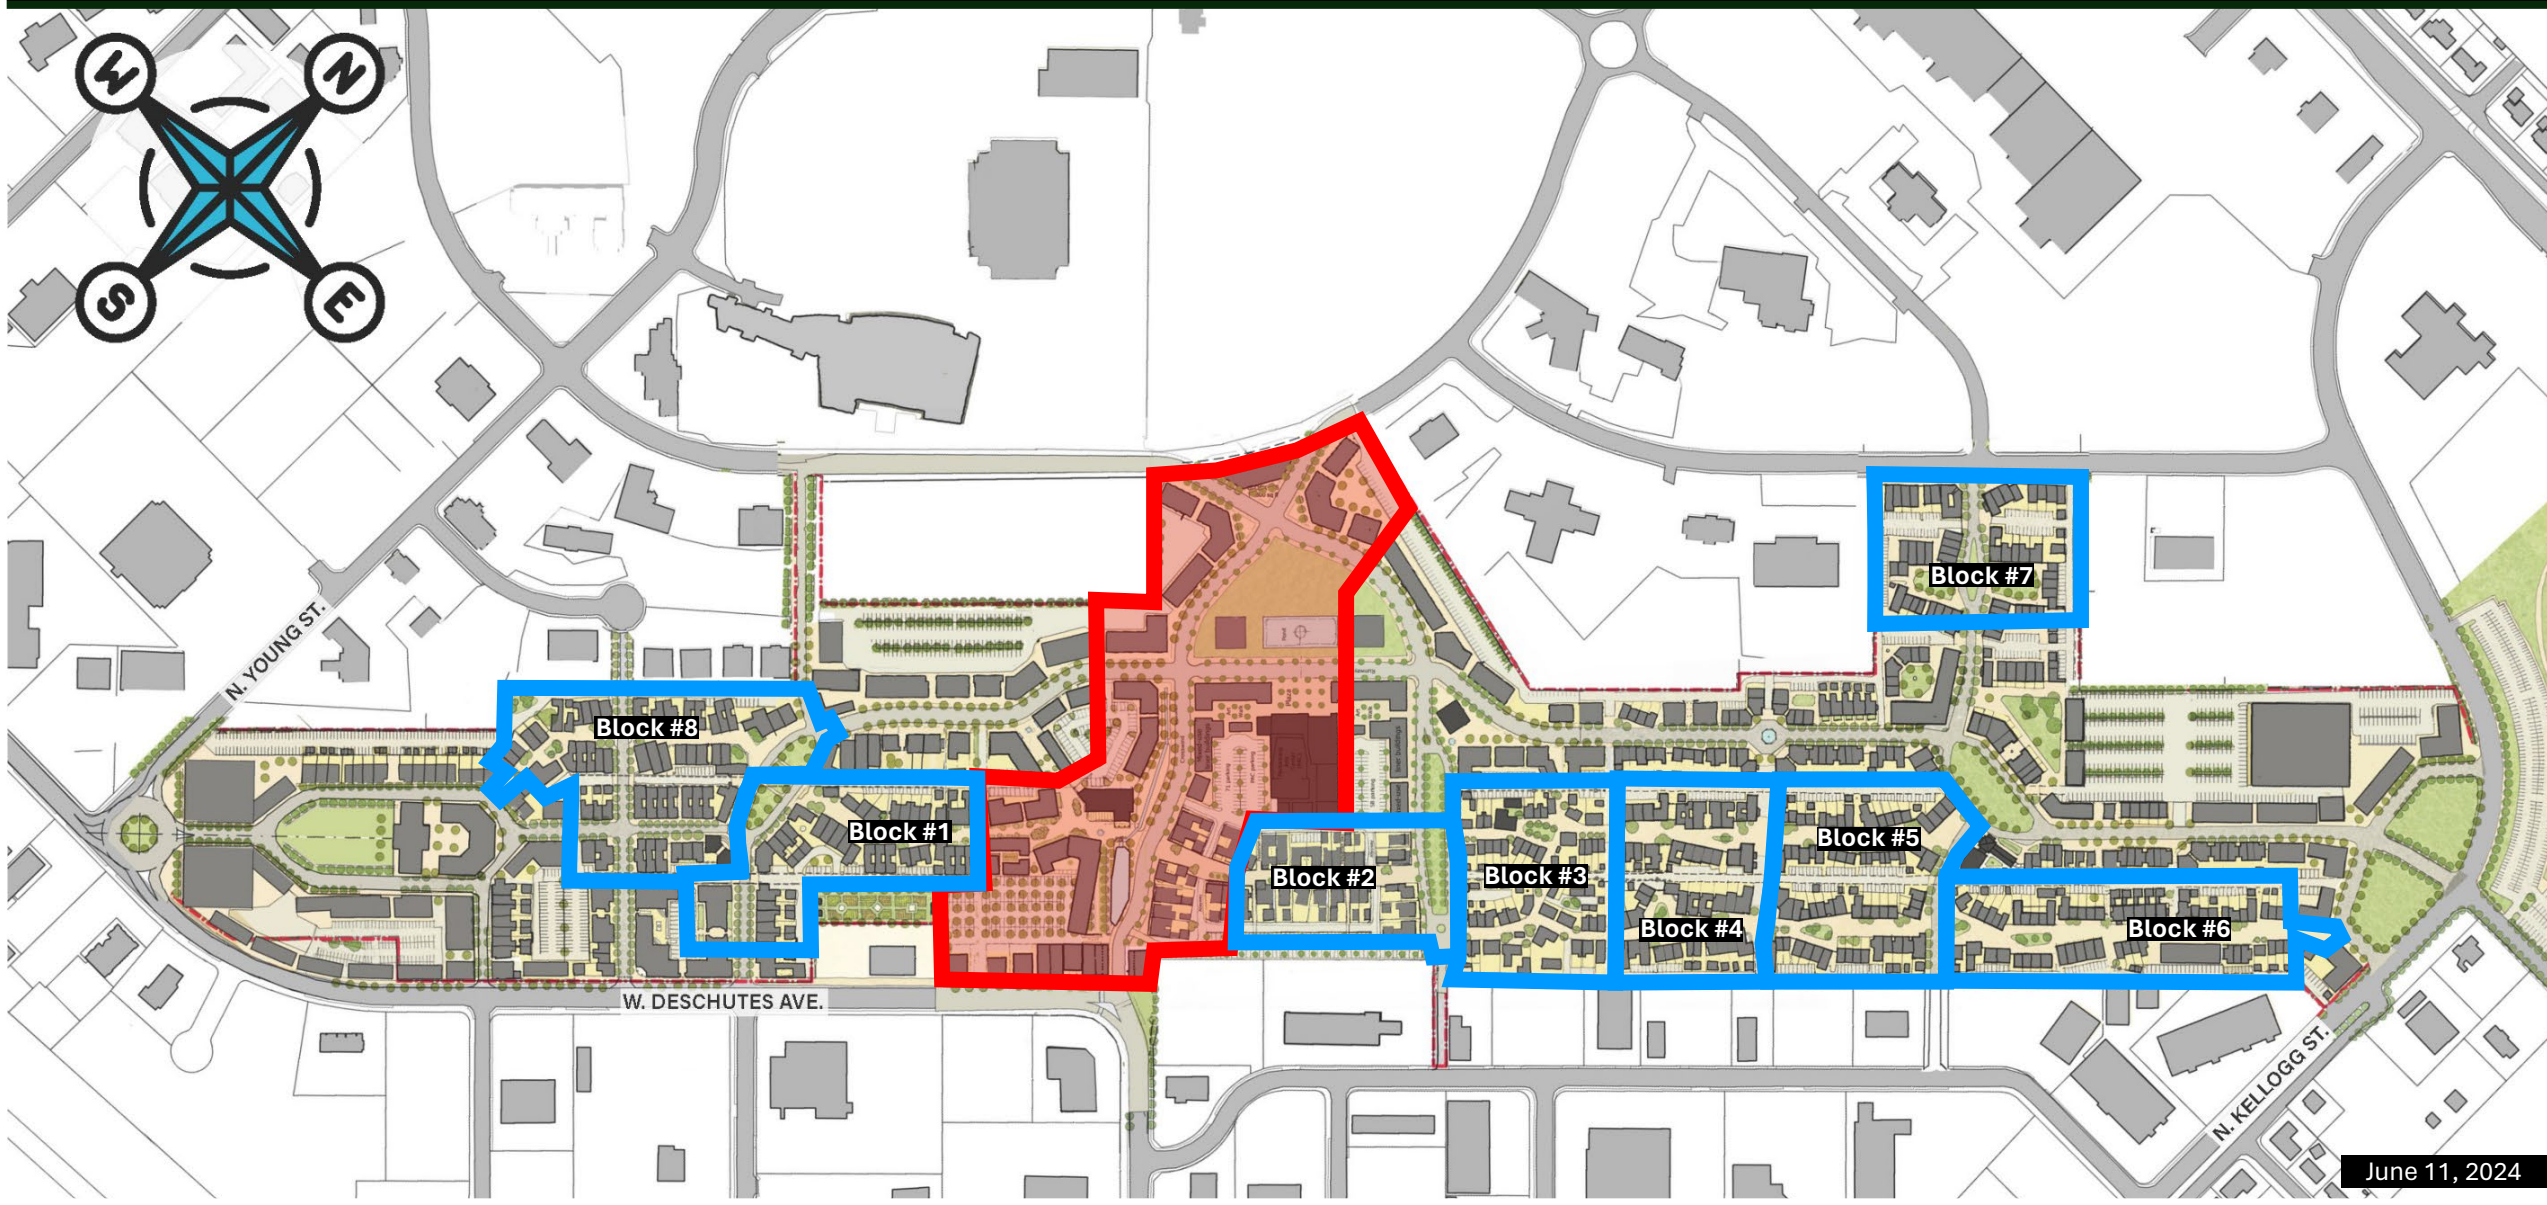 W
N
S
E
Block #7
N. YOUNG ST.
Block #8
Block #1
Block #2
Block #3
Block #5
Block #4
Block #6
W. DESCHUTES AVE.
N. KELLOGG ST.
June 11, 2024